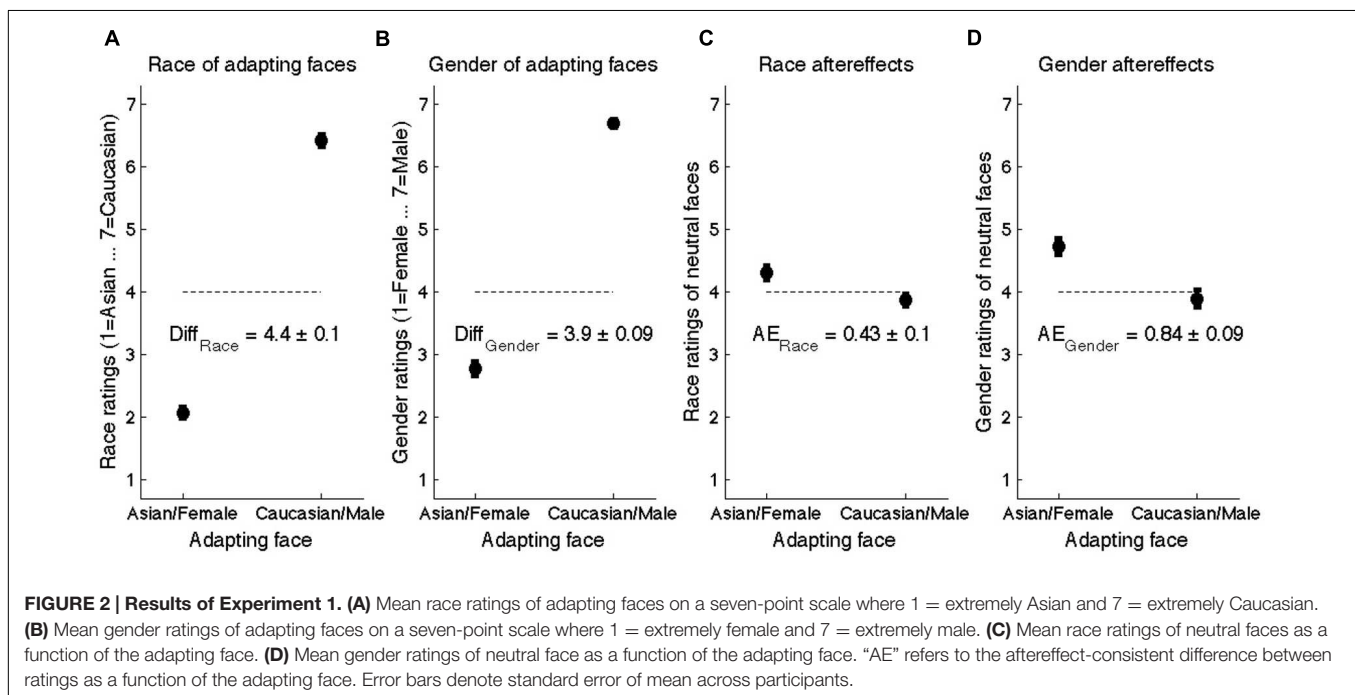 A
Race of adapting faces
Race ratings (1=Asian ... 7=Caucasian)
7
6
5
4
3
2
1
Diff Race = 4.4 ± 0.1
Asian/Female Caucasian/Male
Adapting face
B
Gender of adapting faces
Gender ratings (1=Female ... 7=Male)
7
6
5
4
3
2
1
Diff Gender = 3.9 ± 0.09
Asian/Female Caucasian/Male
Adapting face
C
Race aftereffects
Race ratings of neutral faces
7
6
5
4
3
2
1
AE Race = 0.43 ± 0.1
Asian/Female Caucasian/Male
Adapting face
D
Gender aftereffects
Gender ratings of neutral faces
7
6
5
4
3
2
1
AE Gender = 0.84 ± 0.09
Asian/Female Caucasian/Male
Adapting face
FIGURE 2 | Results of Experiment 1. (A) Mean race ratings of adapting faces on a seven-point scale where 1 = extremely Asian and 7 = extremely Caucasian.
(B) Mean gender ratings of adapting faces on a seven-point scale where 1 = extremely female and 7 = extremely male. (C) Mean race ratings of neutral faces as a
function of the adapting face. (D) Mean gender ratings of neutral face as a function of the adapting face. “AE” refers to the aftereffect-consistent difference between
ratings as a function of the adapting face. Error bars denote standard error of mean across participants.